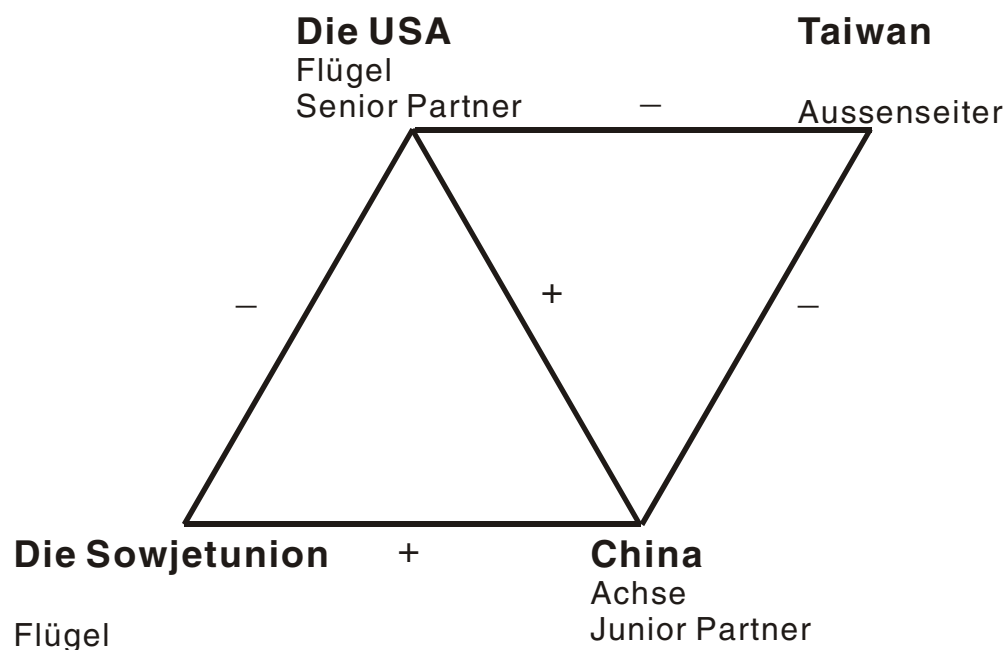 Die USA
Flügel
Senior Partner
Taiwan
Aussenseiter
–
–
+
–
Die Sowjetunion
Flügel
+
China
Achse
Junior Partner